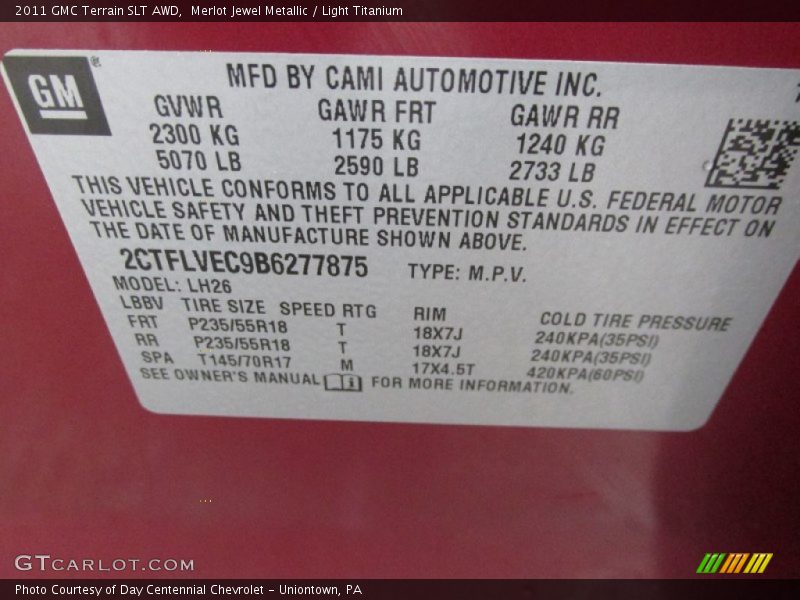 2011 GMC Terrain SLT AWD,  Merlot Jewel Metallic / Light Titanium
GM®
MFD BY CAMI AUTOMOTIVE INC.
GVWR GAWR FRT GAWR RR
2300 KG 1175 KG 1240 KG
5070 LB 2590 LB 2733 LB
THIS VEHICLE CONFORMS TO ALL APPLICABLE U.S. FEDERAL MOTOR
VEHICLE SAFETY AND THEFT PREVENTION STANDARDS IN EFFECT ON
THE DATE OF MANUFACTURE SHOWN ABOVE.
2CTFLVEC9B6277875 TYPE: M.P.V.
MODEL: LH26
LBBV TIRE SIZE SPEED RTG RIM COLD TIRE PRESSURE
FRT P235/55R18 T 18X7J 240KPA(35PSI)
RR P235/55R18 T 18X7J 240KPA(35PSI)
SPA T145/70R17 M 17X4.5T 420KPA(60PSI)
SEE OWNER'S MANUAL FOR MORE INFORMATION.
GTCARLOT.COM
Photo Courtesy of Day Centennial Chevrolet - Uniontown, PA